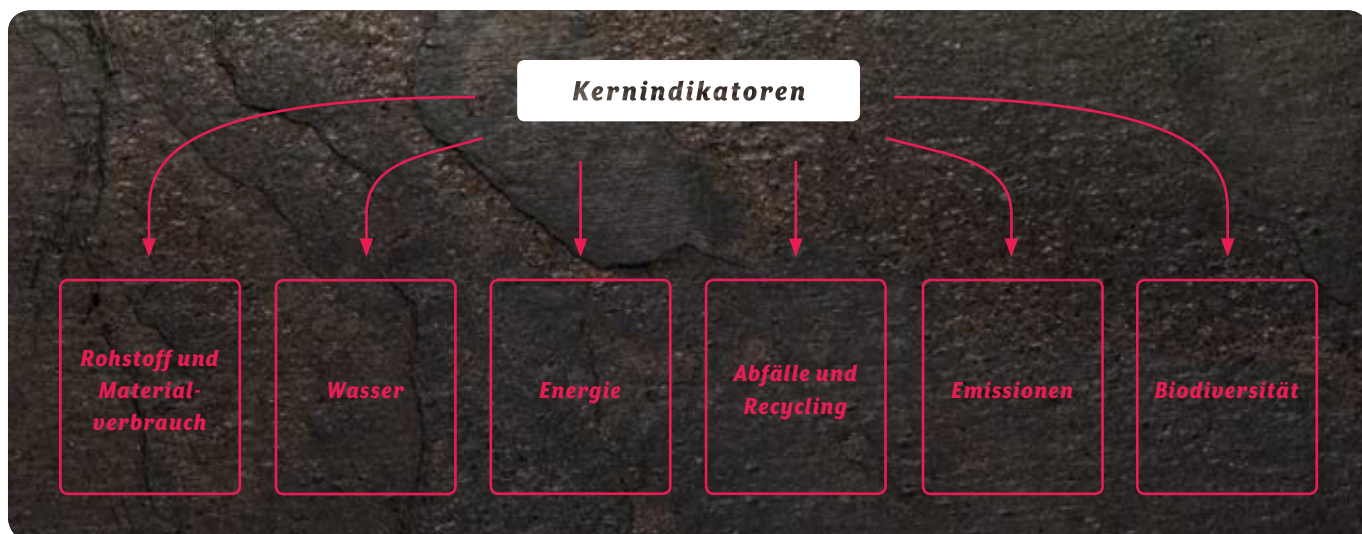 Kernindikatoren
Rohstoff und
Material-
verbrauch
Wasser
Energie
Abfälle und
Recycling
Emissionen
Biodiversität